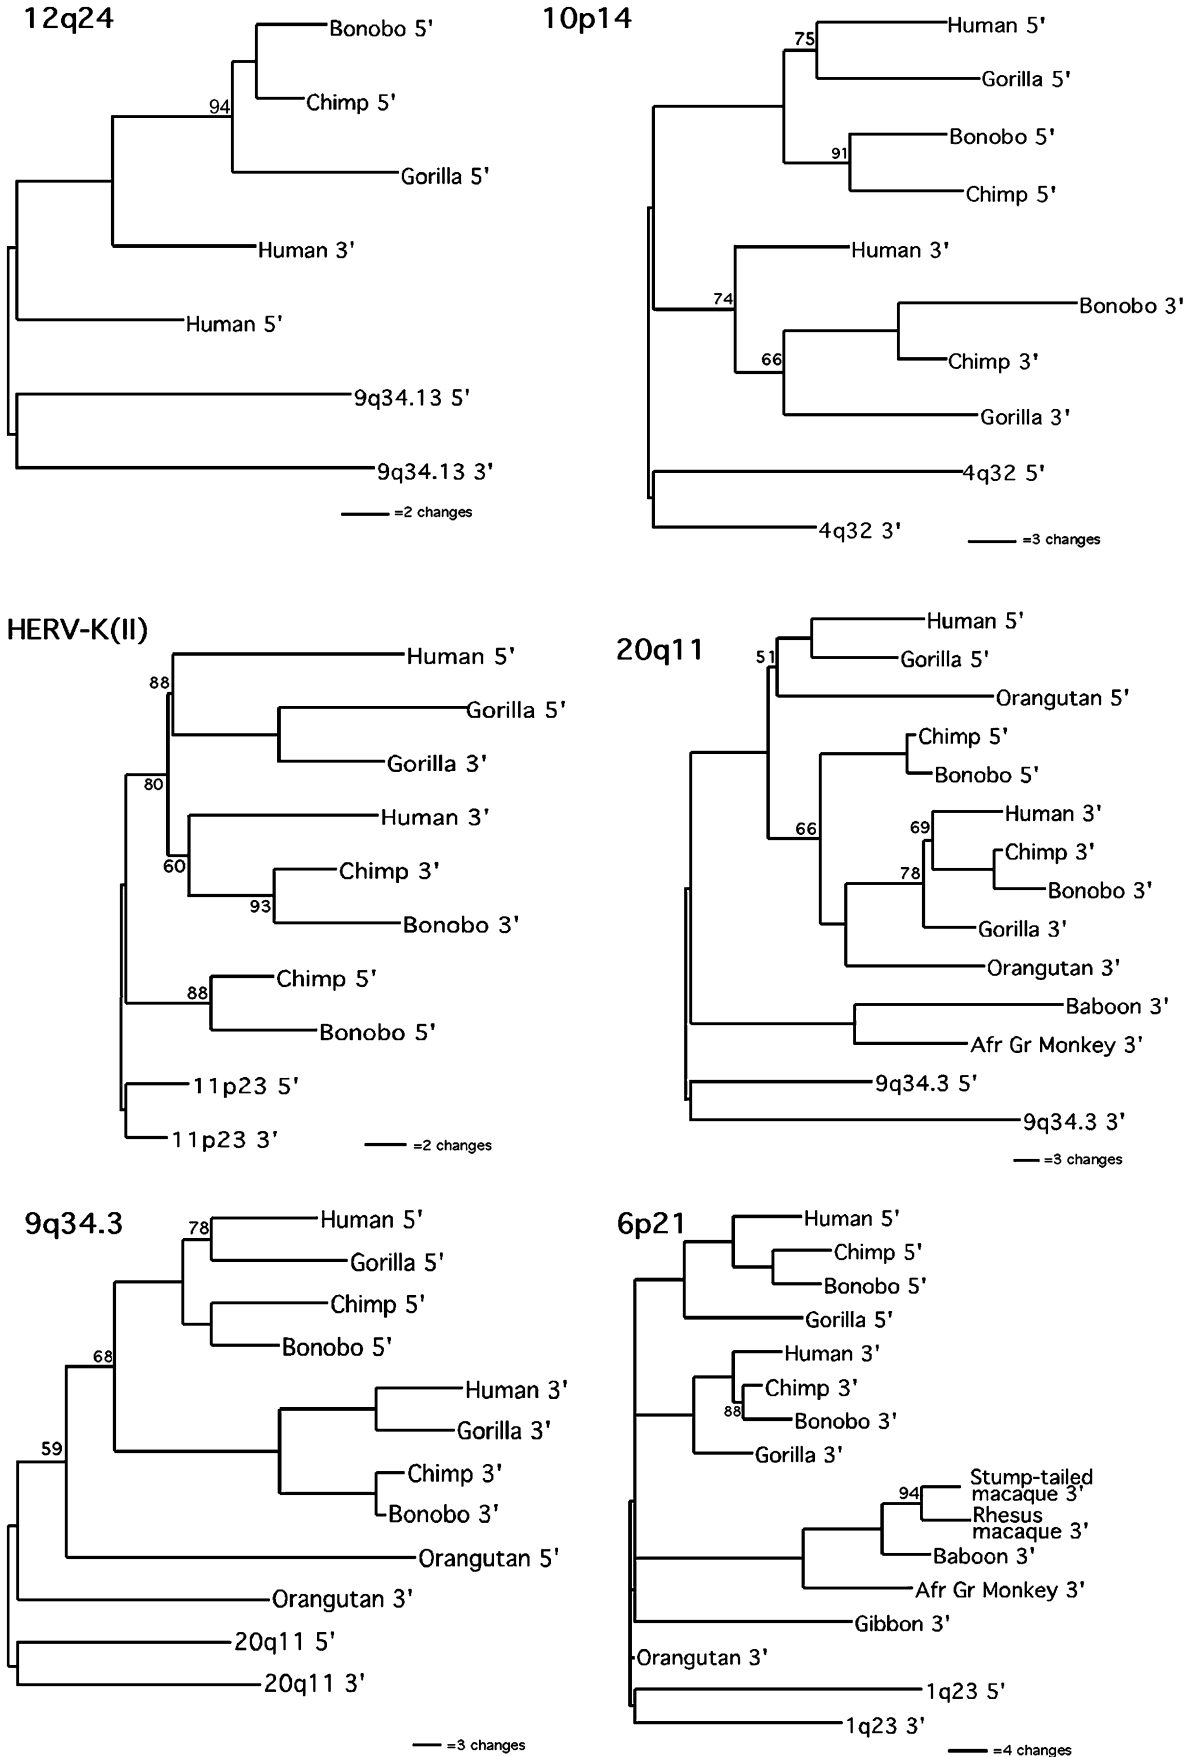 12q24
Bonobo 5'
Chimp 5'
94
Gorilla 5'
Human 3'
Human 5'
9q34.13 5'
9q34.13 3'
=2 changes
10p14
Human 5'
75
Gorilla 5'
Bonobo 5'
91
Chimp 5'
Human 3'
74
Bonobo 3'
Chimp 3'
66
Gorilla 3'
4q32 5'
4q32 3'
=3 changes
HERV-K(II)
Human 5'
88
Gorilla 5'
Gorilla 3'
80
Human 3'
60
Chimp 3'
93
Bonobo 3'
Chimp 5'
88
Bonobo 5'
11p23 5'
11p23 3'
=2 changes
20q11
Human 5'
51
Gorilla 5'
Orangutan 5'
Chimp 5'
Bonobo 5'
66
Human 3'
69
Chimp 3'
78
Bonobo 3'
Gorilla 3'
Orangutan 3'
Baboon 3'
Afr Gr Monkey 3'
9q34.3 5'
9q34.3 3'
=3 changes
9q34.3
Human 5'
78
Gorilla 5'
Chimp 5'
Bonobo 5'
68
Human 3'
Gorilla 3'
59
Chimp 3'
Bonobo 3'
Orangutan 5'
Orangutan 3'
20q11 5'
20q11 3'
=3 changes
6p21
Human 5'
Chimp 5'
Bonobo 5'
Gorilla 5'
Human 3'
Chimp 3'
88
Bonobo 3'
Gorilla 3'
Stump-tailed
macaque 3'
94
Rhesus
macaque 3'
Baboon 3'
Afr Gr Monkey 3'
Gibbon 3'
Orangutan 3'
1q23 5'
1q23 3'
=4 changes